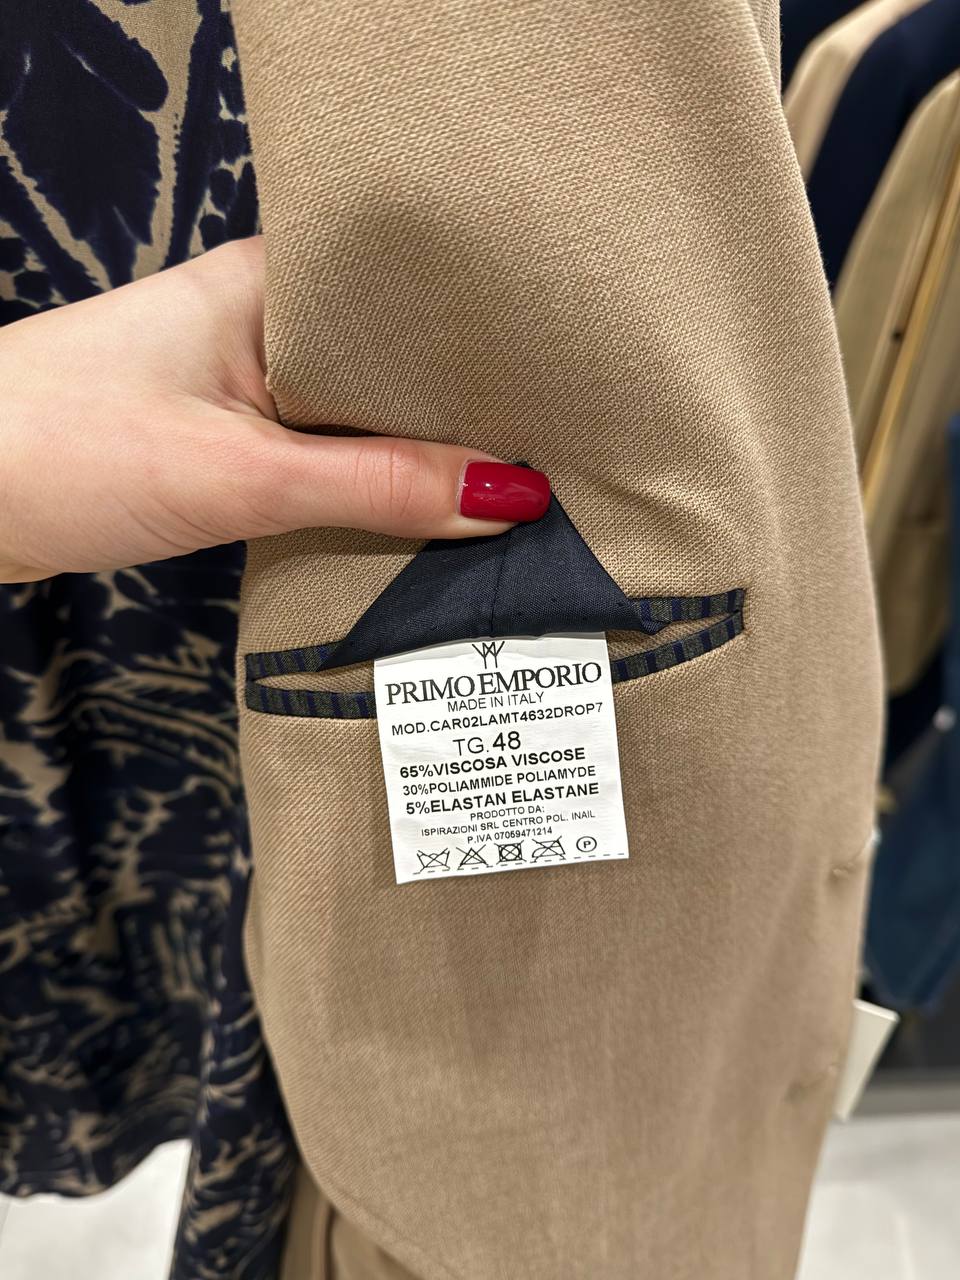 PRIMO EMPORIO
MADE IN ITALY
MOD.CAR02LAMT4632DROP7
TG.48
65%VISCOSA VISCOSE
30%POLIAMMIDE POLIAMYDE
5%ELASTAN ELASTANE
PRODOTTO DA:
ISPIRAZIONI SRL CENTRO POL. INAIL
P.IVA 07059471214
P